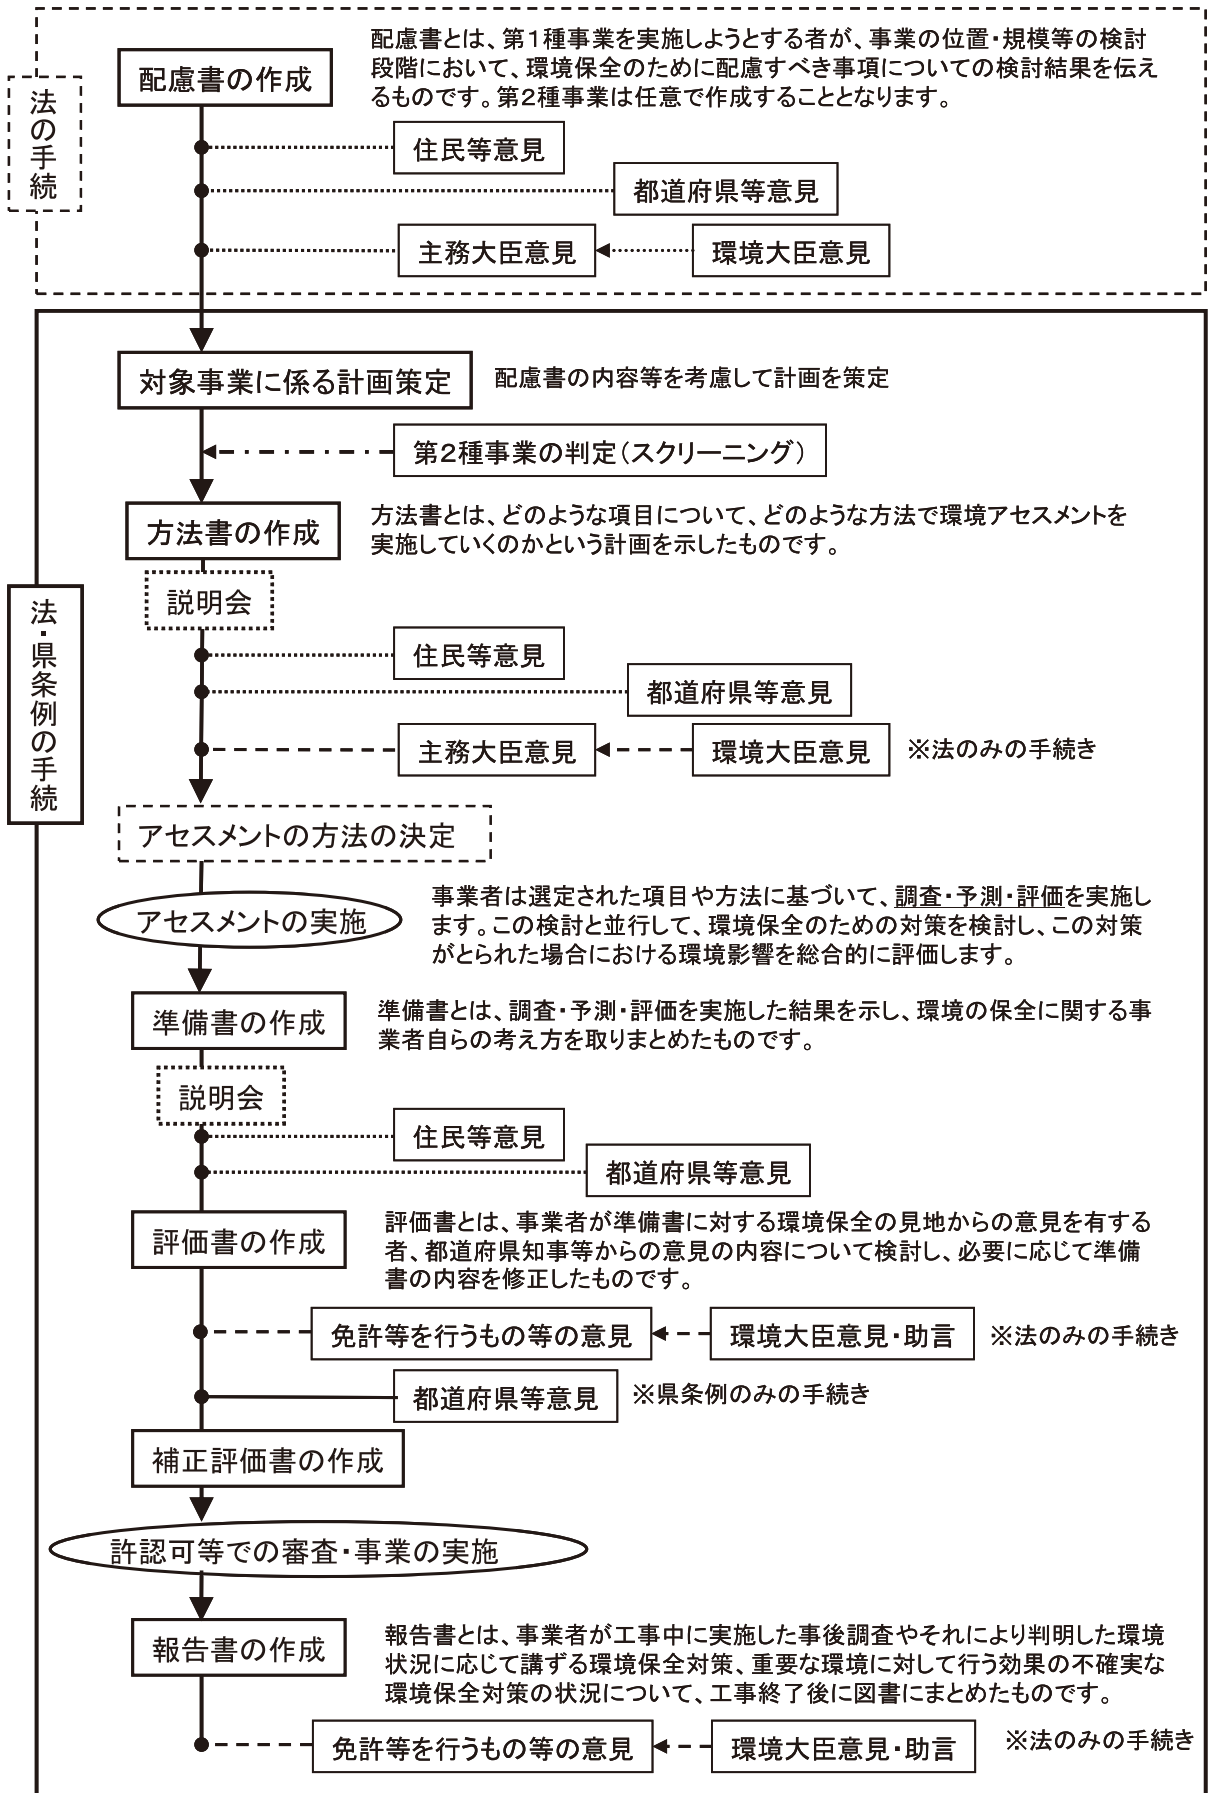 法の手続
配慮書の作成
配慮書とは、第１種事業を実施しようとする者が、事業の位置・規模等の検討
段階において、環境保全のために配慮すべき事項についての検討結果を伝え
るものです。第２種事業は任意で作成することとなります。
住民等意見
都道府県等意見
主務大臣意見
環境大臣意見
法・県条例の手続
対象事業に係る計画策定
配慮書の内容等を考慮して計画を策定
第２種事業の判定（スクリーニング）
方法書の作成
方法書とは、どのような項目について、どのような方法で環境アセスメントを
実施していくのかという計画を示したものです。
説明会
住民等意見
都道府県等意見
主務大臣意見
環境大臣意見
※法のみの手続き
アセスメントの方法の決定
アセスメントの実施
事業者は選定された項目や方法に基づいて、調査・予測・評価を実施し
ます。この検討と並行して、環境保全のための対策を検討し、この対策
がとられた場合における環境影響を総合的に評価します。
準備書の作成
準備書とは、調査・予測・評価を実施した結果を示し、環境の保全に関する事
業者自らの考え方を取りまとめたものです。
説明会
住民等意見
都道府県等意見
評価書の作成
評価書とは、事業者が準備書に対する環境保全の見地からの意見を有する
者、都道府県知事等からの意見の内容について検討し、必要に応じて準備
書の内容を修正したものです。
免許等を行うもの等の意見
環境大臣意見・助言
※法のみの手続き
都道府県等意見
※県条例のみの手続き
補正評価書の作成
許認可等での審査・事業の実施
報告書の作成
報告書とは、事業者が工事中に実施した事後調査やそれにより判明した環境
状況に応じて講ずる環境保全対策、重要な環境に対して行う効果の不確実な
環境保全対策の状況について、工事終了後に図書にまとめたものです。
免許等を行うもの等の意見
環境大臣意見・助言
※法のみの手続き